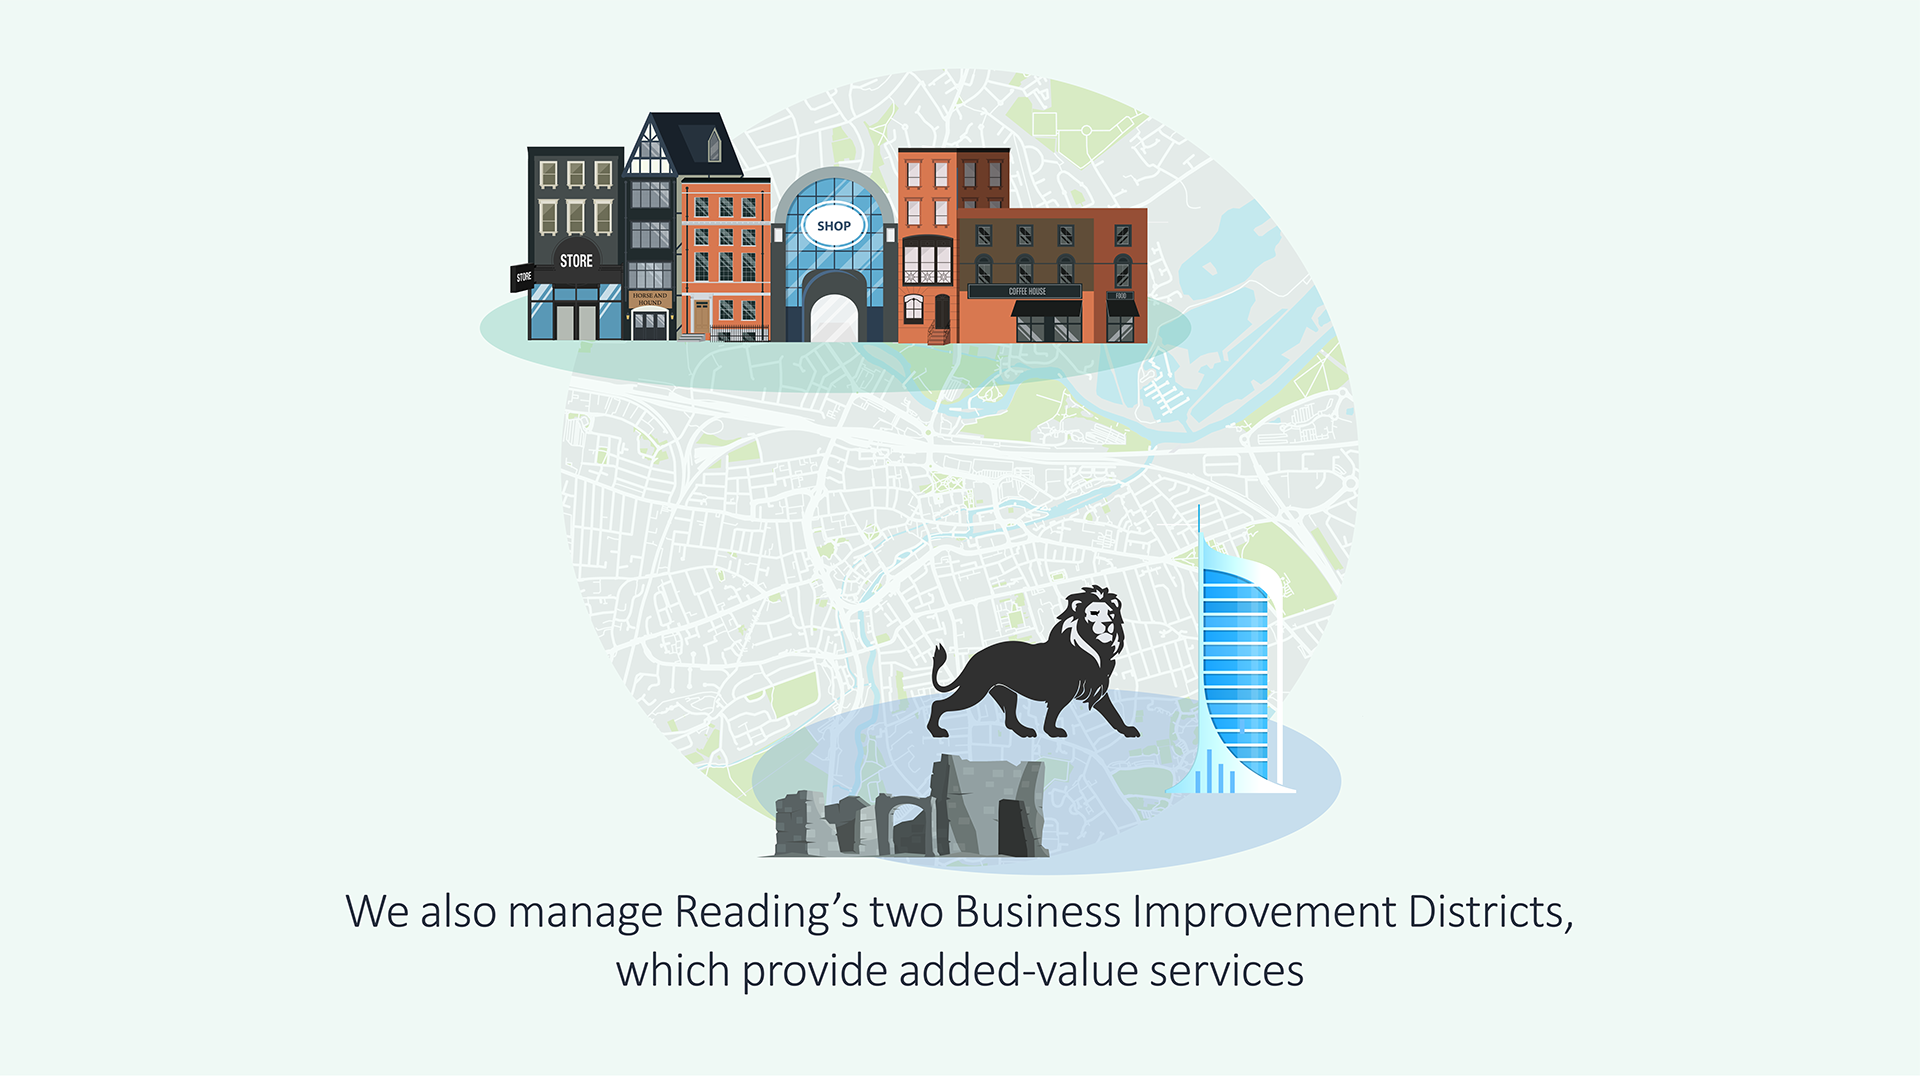 SHOP
STORE
STORE
HORSE AND
HOUND
COFFEE HOUSE
FOOD
We also manage Reading’s two Business Improvement Districts,
which provide added-value services